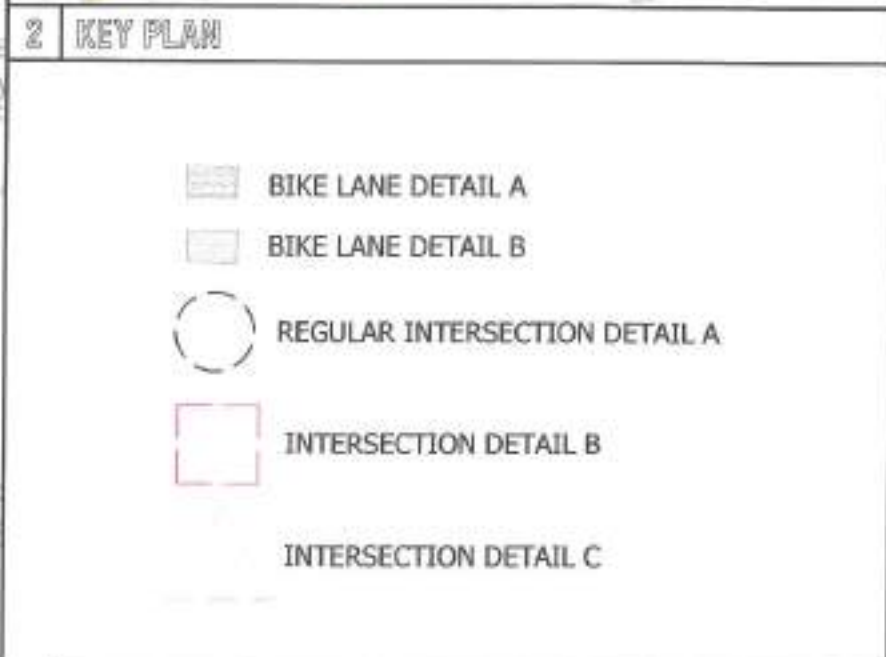 2 KEY PLAN
BIKE LANE DETAIL A
BIKE LANE DETAIL B
REGULAR INTERSECTION DETAIL A
INTERSECTION DETAIL B
INTERSECTION DETAIL C